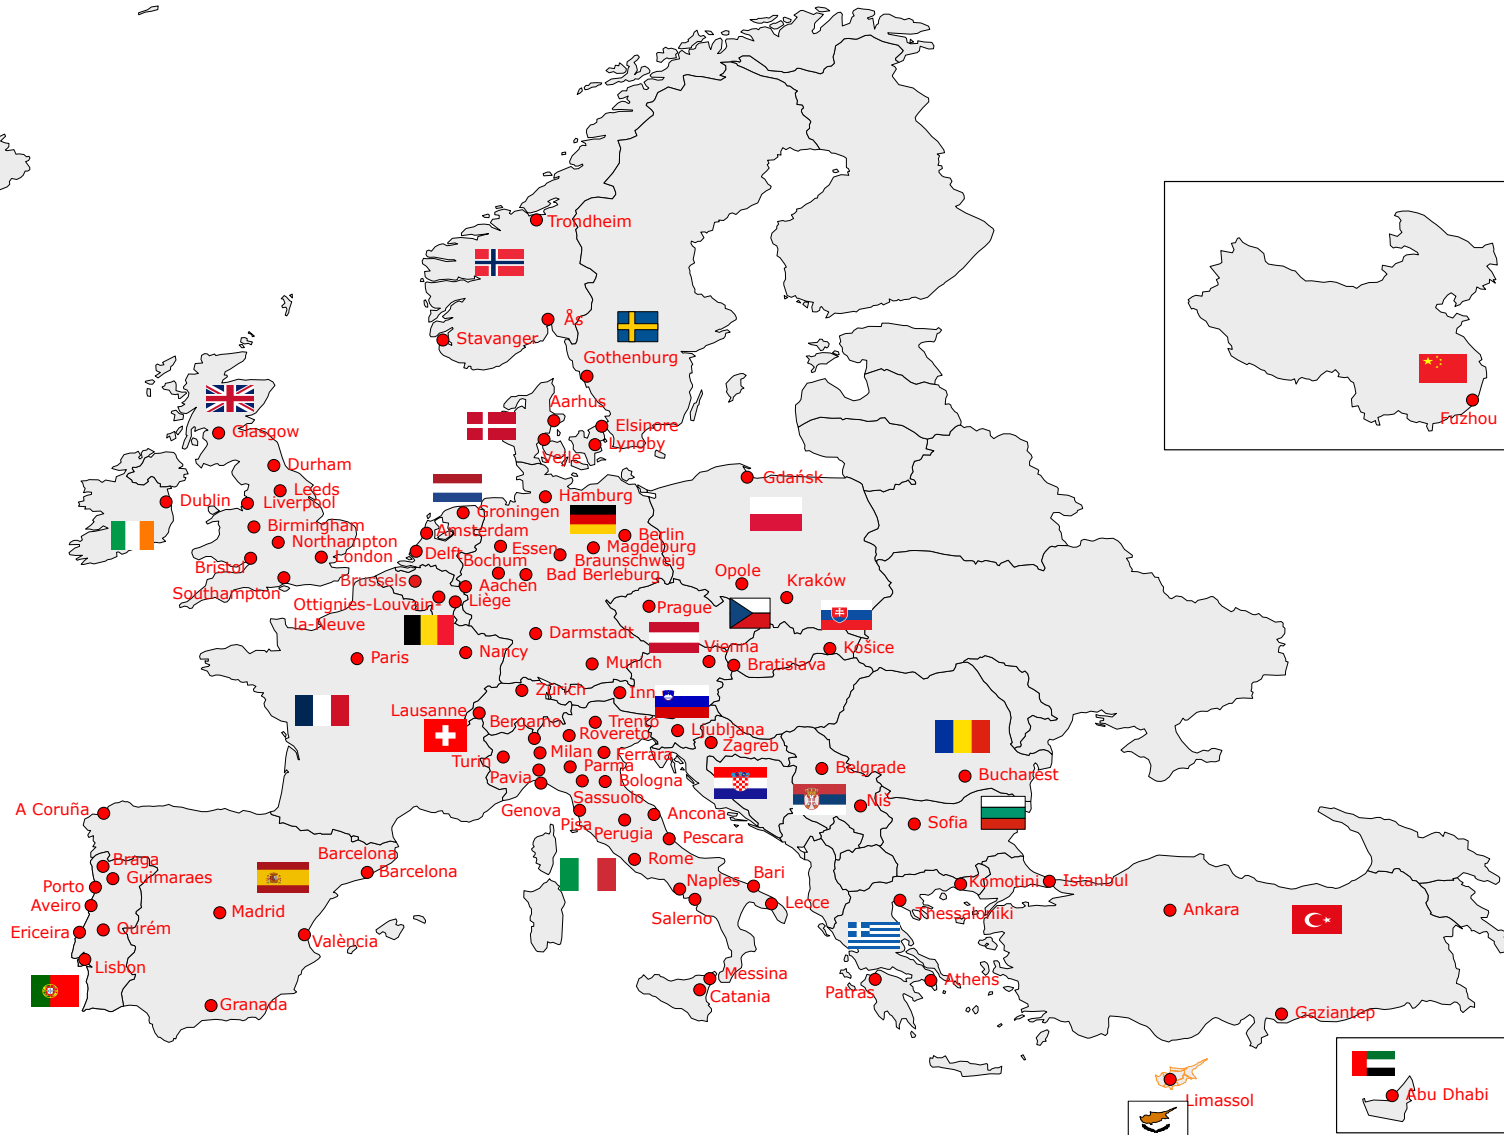 Trondheim
Ås
Stavanger
Gothenburg
Fuzhou
Aarhus
Elsinore
Lyngby
Vejle
Glasgow
Durham
Leeds
Liverpool
Dublin
Birmingham
Northampton
London
Bristol
Southampton
Gdańsk
Hamburg
Groningen
Amsterdam
Berlin
Delft
Essen
Magdeburg
Bochum
Braunschweig
Bad Berleburg
Brussels
Aachen
Ottignies-Louvain-
la-Neuve
Liège
Opole
Kraków
Prague
Darmstadt
Vienna
Košice
Nancy
Paris
Munich
Bratislava
Zurich
Inn
Lausanne
Bergamo
Trento
Rovereto
Ljubljana
Zagreb
Turin
Milan
Ferrara
Parma
Belgrade
Bucharest
Pavia
Bologna
Sassuolo
Genova
Niš
A Coruña
Pisa
Ancona
Sofia
Perugia
Pescara
Barcelona
Barcelona
Rome
Braga
Guimaraes
Porto
Naples
Bari
Komotini
Istanbul
Aveiro
Madrid
Salerno
Lecce
Thessaloniki
Ankara
Ericeira
Ourém
València
Lisbon
Messina
Catania
Patras
Athens
Granada
Gaziantep
Limassol
Abu Dhabi